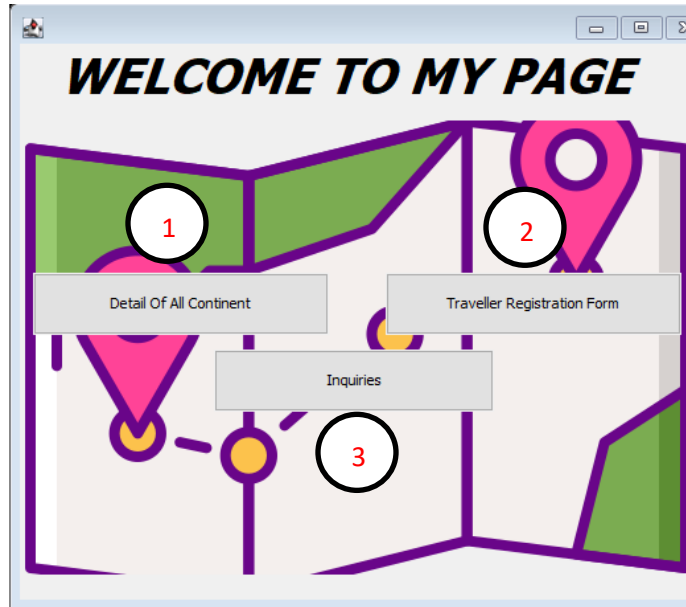 WELCOME TO MY PAGE
1
2
Detail Of All Continent
Traveller Registration Form
Inquiries
3